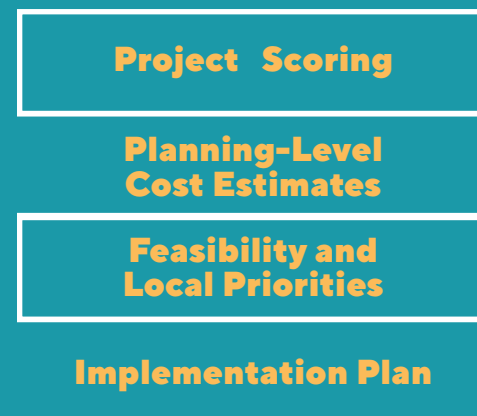 Project Scoring
Planning-Level
Cost Estimates
Feasibility and
Local Priorities
Implementation Plan